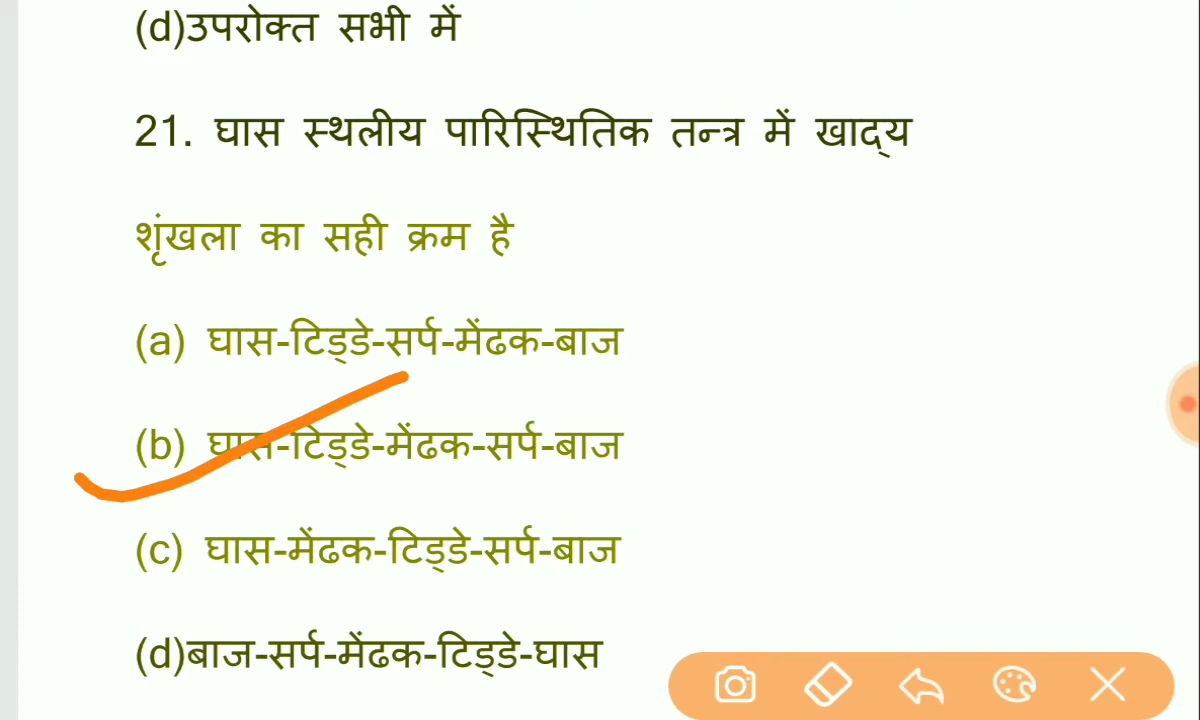 (d)उपरोक्त सभी में
21. घास स्थलीय पारिस्थितिक तन्त्र में खाद्य
शृंखला का सही क्रम है
(a) घास-टिड्डे-सर्प-मेंढक-बाज
(b) घास-टिड्डे-मेंढक-सर्प-बाज
(c) घास-मेंढक-टिड्डे-सर्प-बाज
(d)बाज-सर्प-मेंढक-टिड्डे-घास